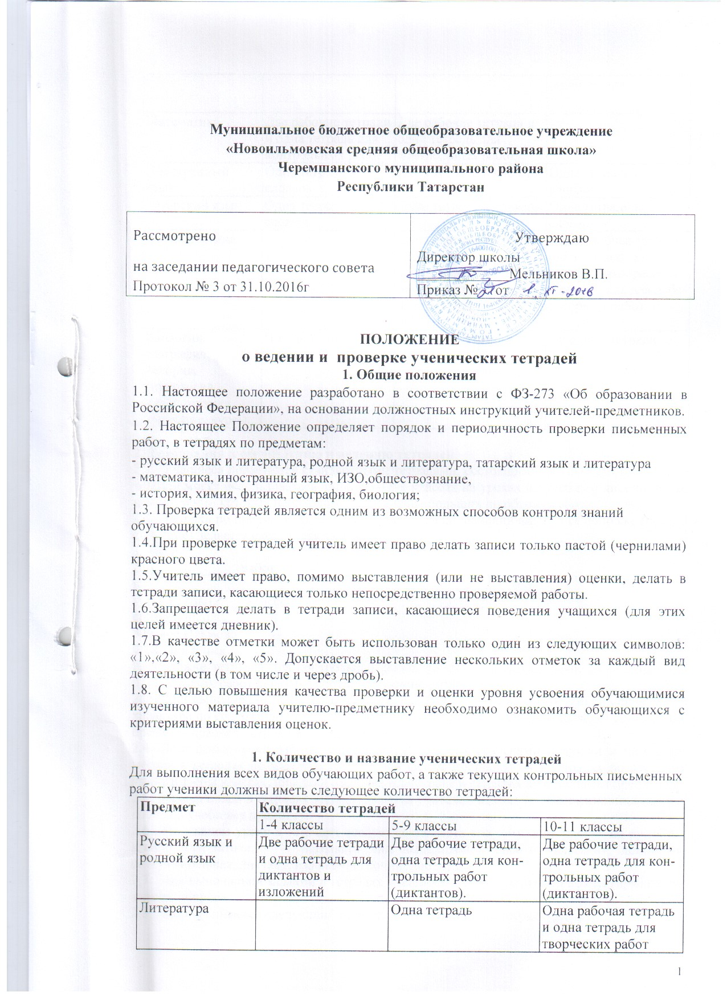 Муниципальное бюджетное общеобразовательное учреждение
«Новоильмовская средняя общеобразовательная школа»
Черемшанского муниципального района
Республики Татарстан
Рассмотрено
на заседании педагогического совета
Протокол № 3 от 31.10.2016г
Утверждаю
Директор школы
Мельников В.П.
Приказ № от 1. XI - 2016
ПОЛОЖЕНИЕ
о ведении и проверке ученических тетрадей
1. Общие положения
1.1. Настоящее положение разработано в соответствии с ФЗ-273 «Об образовании в
Российской Федерации», на основании должностных инструкций учителей-предметников.
1.2. Настоящее Положение определяет порядок и периодичность проверки письменных
работ, в тетрадях по предметам:
- русский язык и литература, родной язык и литература, татарский язык и литература
- математика, иностранный язык, ИЗО,обществознание,
- история, химия, физика, география, биология;
1.3. Проверка тетрадей является одним из возможных способов контроля знаний
обучающихся.
1.4.При проверке тетрадей учитель имеет право делать записи только пастой (чернилами)
красного цвета.
1.5.Учитель имеет право, помимо выставления (или не выставления) оценки, делать в
тетради записи, касающиеся только непосредственно проверяемой работы.
1.6.Запрещается делать в тетради записи, касающиеся поведения учащихся (для этих
целей имеется дневник).
1.7.В качестве отметки может быть использован только один из следующих символов:
«1»,«2», «3», «4», «5». Допускается выставление нескольких отметок за каждый вид
деятельности (в том числе и через дробь).
1.8. С целью повышения качества проверки и оценки уровня усвоения обучающимися
изученного материала учителю-предметнику необходимо ознакомить обучающихся с
критериями выставления оценок.
1. Количество и название ученических тетрадей
Для выполнения всех видов обучающих работ, а также текущих контрольных письменных
работ ученики должны иметь следующее количество тетрадей:
Предмет
Количество тетрадей
1-4 классы
5-9 классы
10-11 классы
Русский язык и
родной язык
Две рабочие тетради
и одна тетрадь для
диктантов и
изложений
Две рабочие тетради,
одна тетрадь для кон-
трольных работ
(диктантов).
Две рабочие тетради,
одна тетрадь для кон-
трольных работ
(диктантов).
Литература
Одна тетрадь
Одна рабочая тетрадь
и одна тетрадь для
творческих работ
1